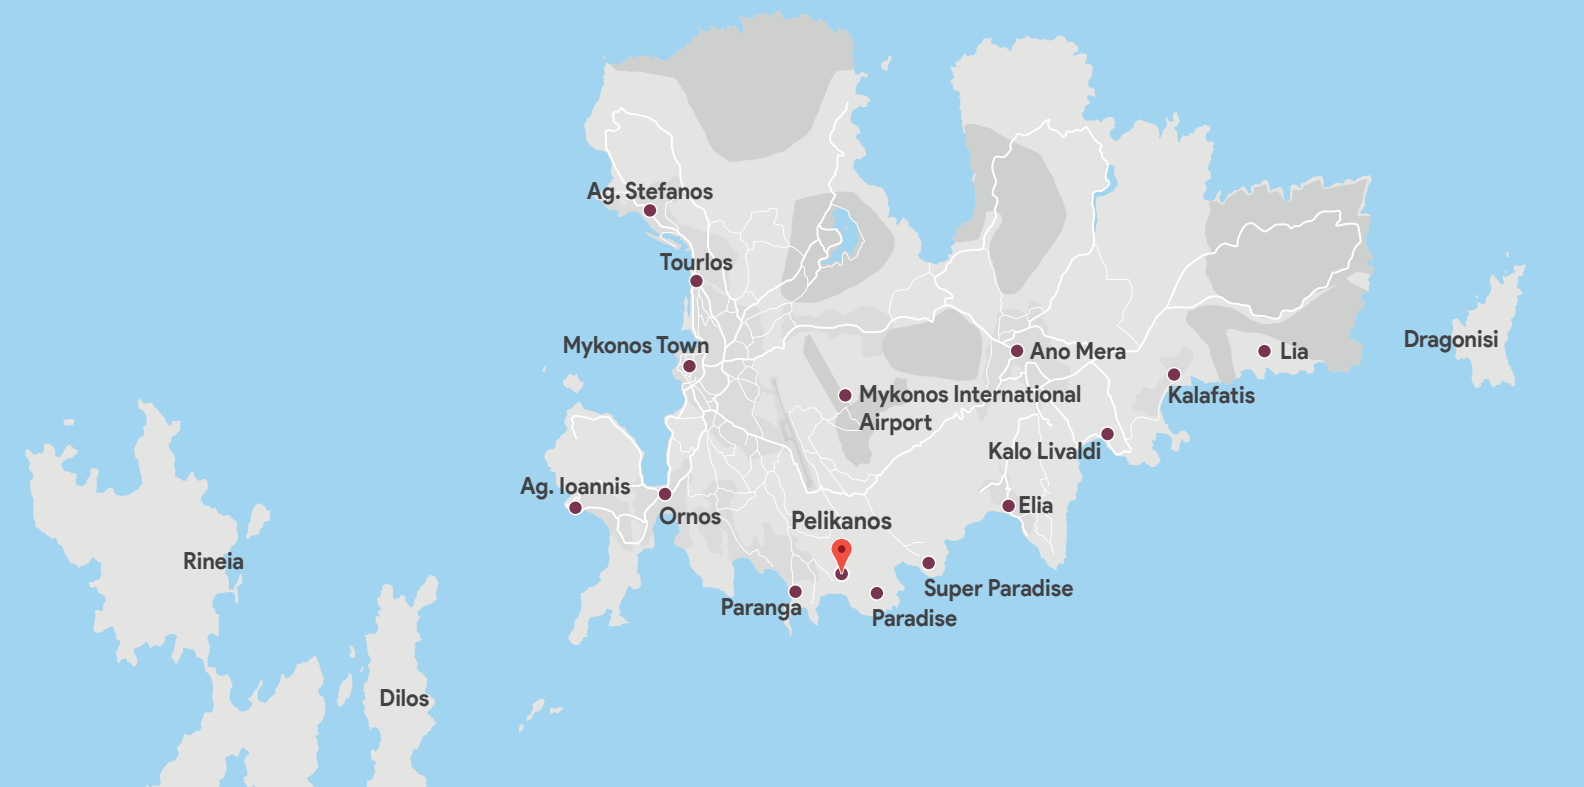 Ag. Stefanos
Tourlos
Mykonos Town
Dragonisi
Ano Mera
Lia
Mykonos International
Airport
Kalafatis
Kalo Livaldi
Ag. Ioannis
Ornos
Elia
Pelikanos
Rineia
Super Paradise
Paranga
Paradise
Dilos